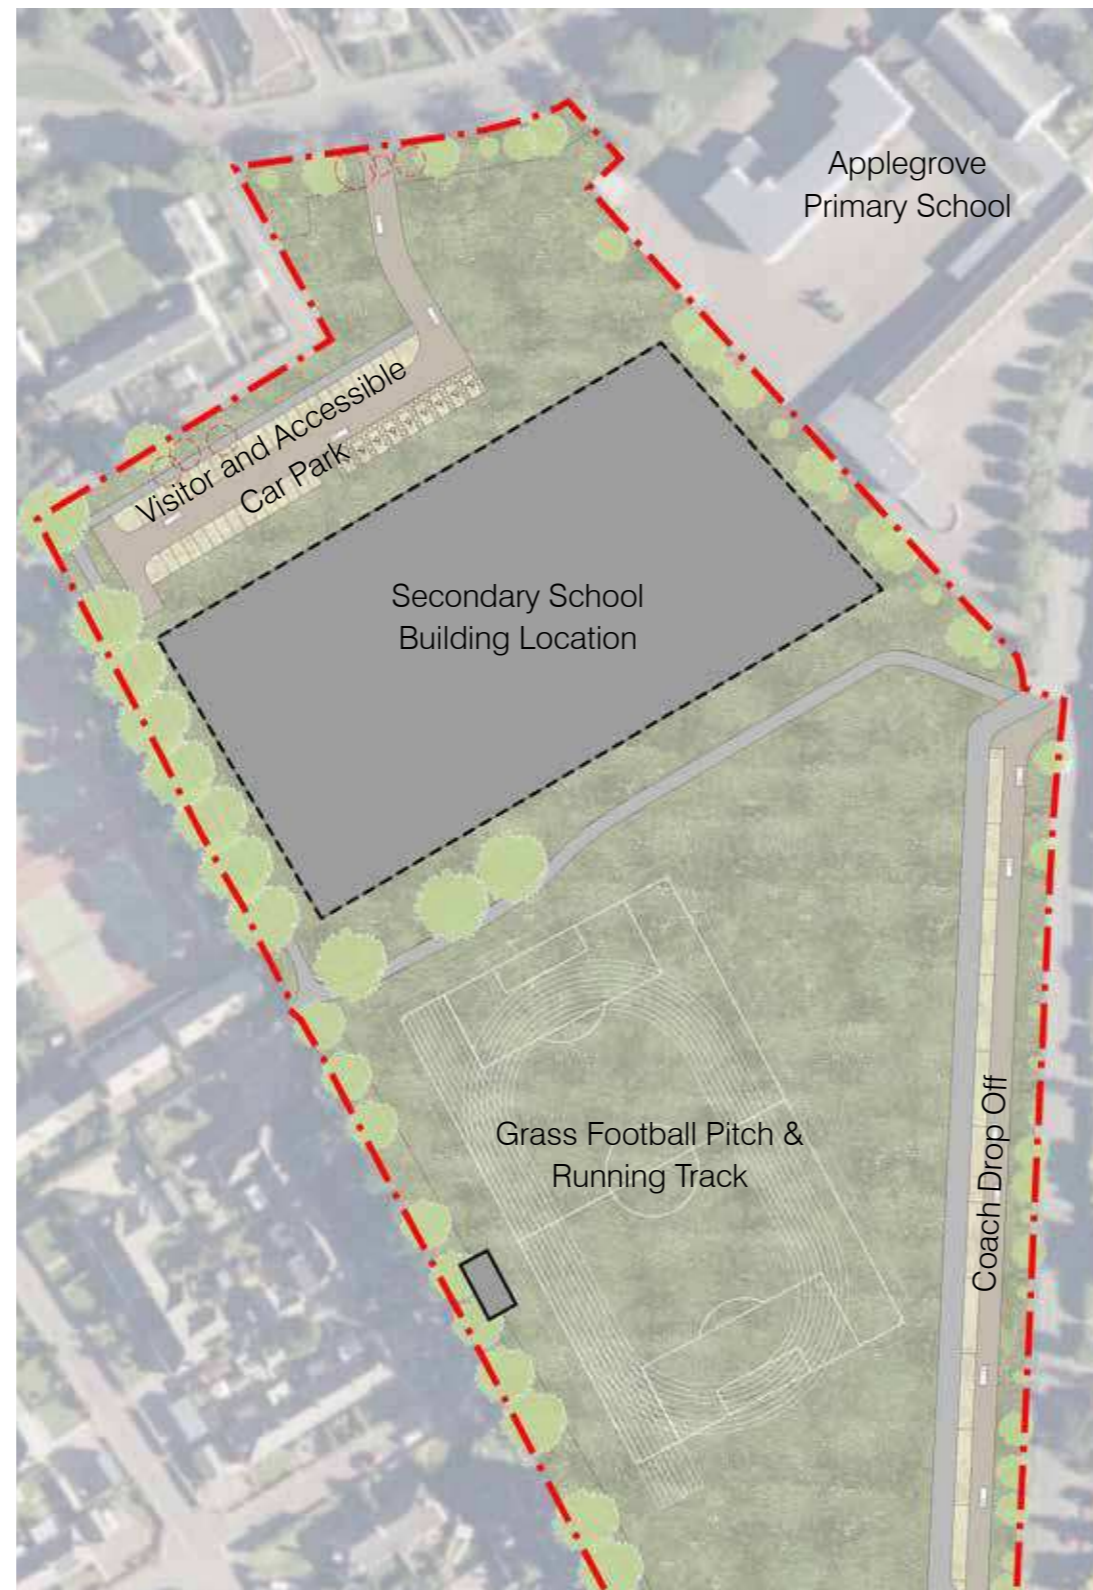 Applegrove
Primary School
Visitor and Accessible
Car Park
Secondary School
Building Location
Grass Football Pitch &
Running Track
Coach Drop Off